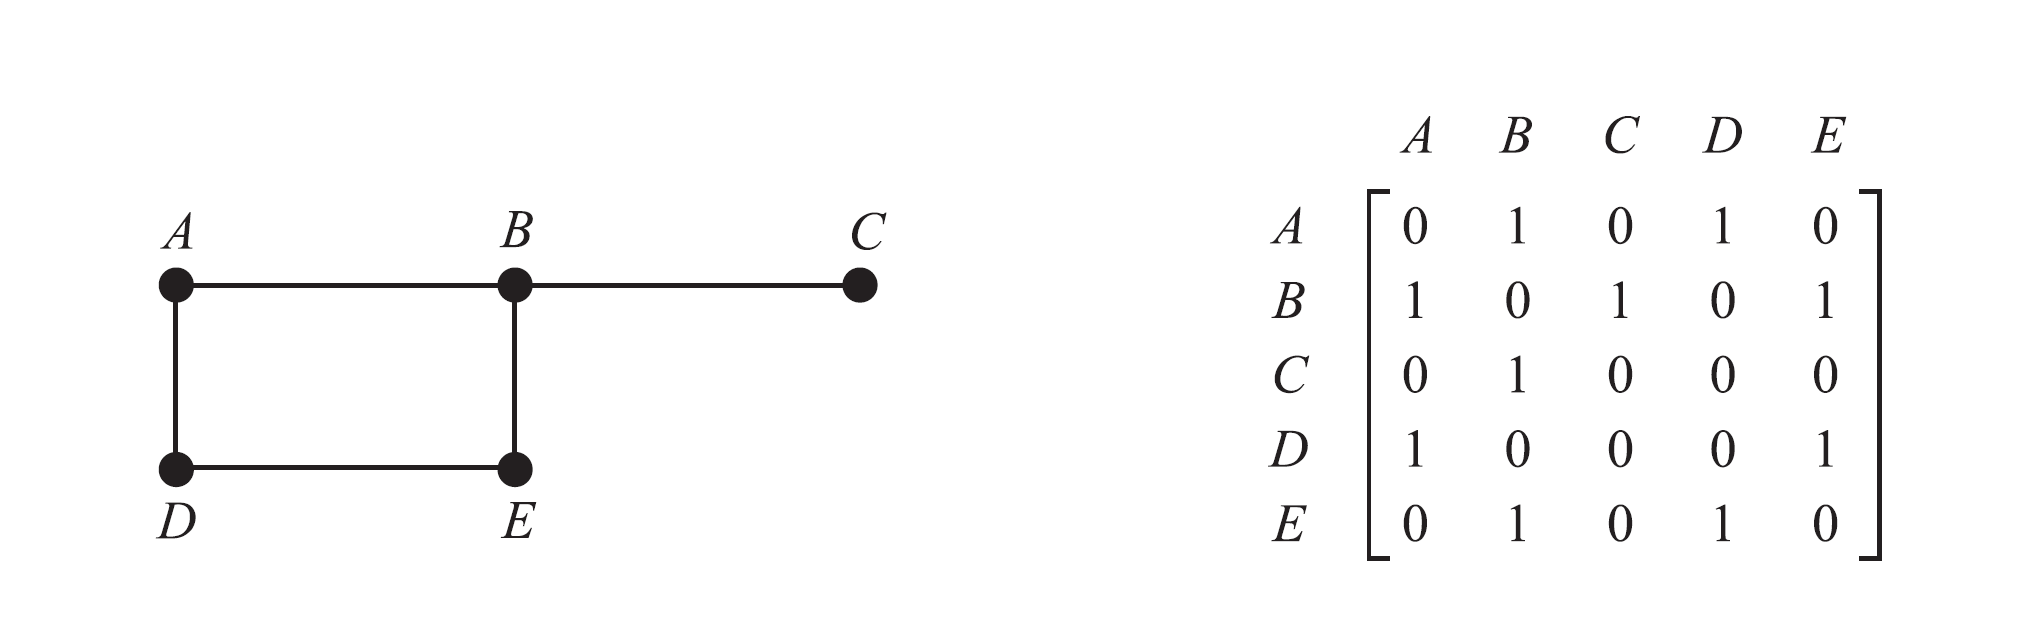 A B C
D E
A B C D E
A 0 1 0 1 0
B 1 0 1 0 1
C 0 1 0 0 0
D 1 0 0 0 1
E 0 1 0 1 0